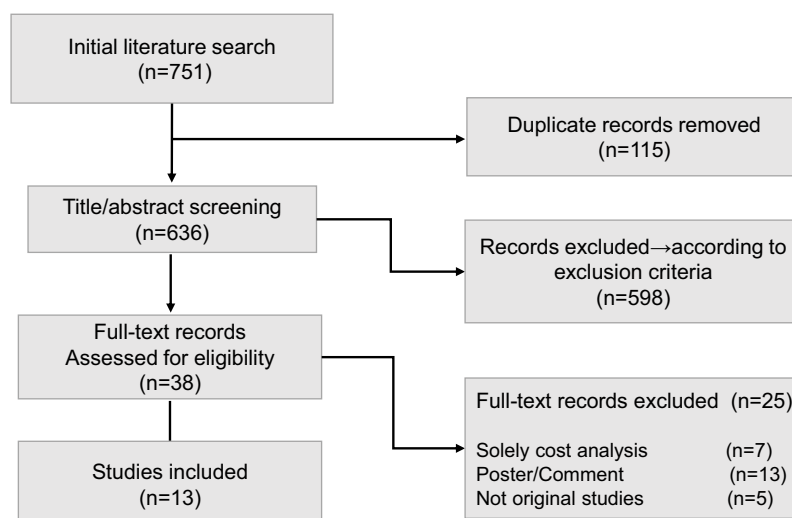 Initial literature search
(n=751)
Duplicate records removed
(n=115)
Title/abstract screening
(n=636)
Records excluded→according to
exclusion criteria
(n=598)
Full-text records
Assessed for eligibility
(n=38)
Full-text records excluded (n=25)
Solely cost analysis (n=7)
Poster/Comment (n=13)
Not original studies (n=5)
Studies included
(n=13)